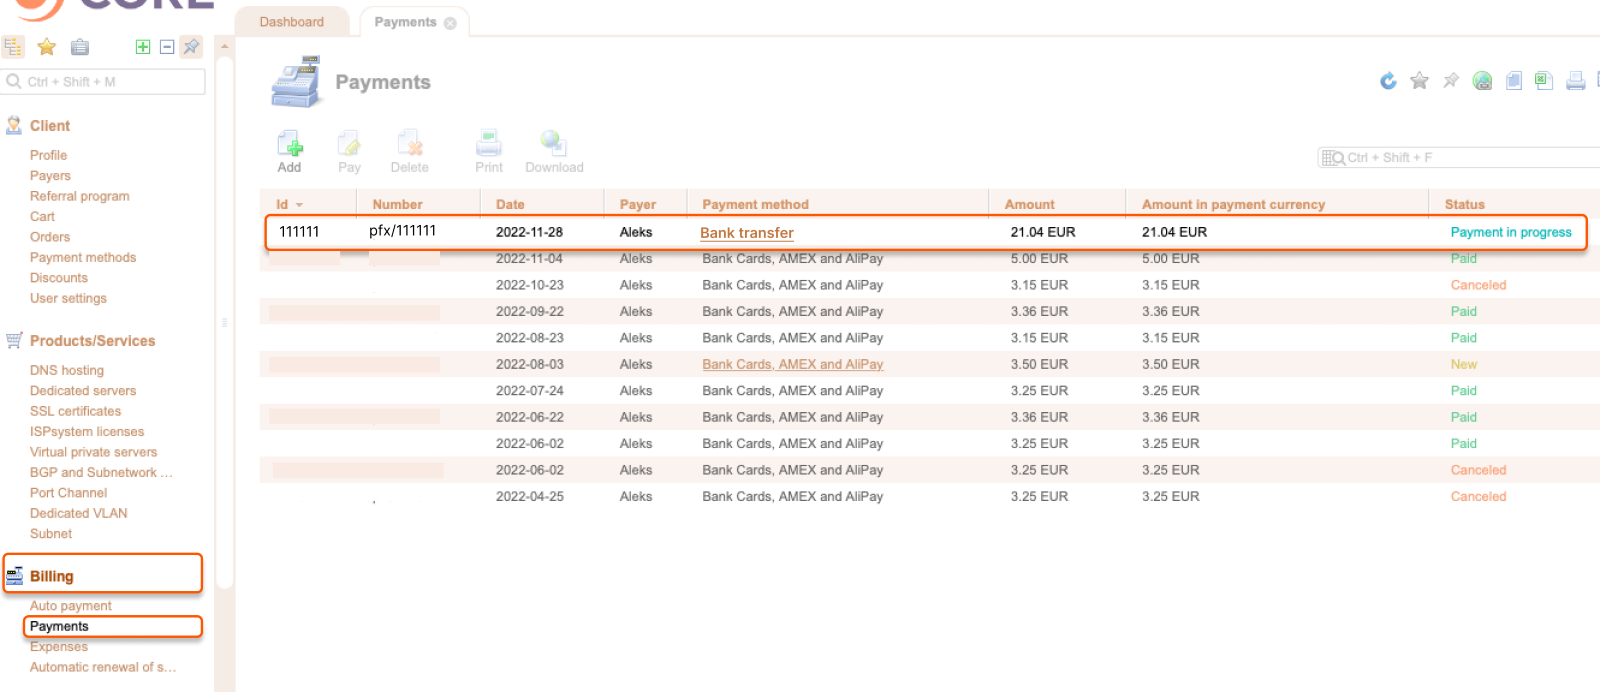 CORE
Dashboard
Payments
Ctrl + Shift + M
Payments
Client
Profile
Payers
Referral program
Cart
Orders
Payment methods
Discounts
User settings
Products/Services
DNS hosting
Dedicated servers
SSL certificates
ISPsystem licenses
Virtual private servers
BGP and Subnetwork ...
Port Channel
Dedicated VLAN
Subnet
Billing
Auto payment
Payments
Expenses
Automatic renewal of s...
Add Pay Delete Print Download
Ctrl + Shift + F
Id Number Date Payer Payment method Amount Amount in payment currency Status
111111 pfx/111111 2022-11-28 Aleks Bank transfer 21.04 EUR 21.04 EUR Payment in progress
2022-11-04 Aleks Bank Cards, AMEX and AliPay 5.00 EUR 5.00 EUR Paid
2022-10-23 Aleks Bank Cards, AMEX and AliPay 3.15 EUR 3.15 EUR Canceled
2022-09-22 Aleks Bank Cards, AMEX and AliPay 3.36 EUR 3.36 EUR Paid
2022-08-23 Aleks Bank Cards, AMEX and AliPay 3.15 EUR 3.15 EUR Paid
2022-08-03 Aleks Bank Cards, AMEX and AliPay 3.50 EUR 3.50 EUR New
2022-07-24 Aleks Bank Cards, AMEX and AliPay 3.25 EUR 3.25 EUR Paid
2022-06-22 Aleks Bank Cards, AMEX and AliPay 3.36 EUR 3.36 EUR Paid
2022-06-02 Aleks Bank Cards, AMEX and AliPay 3.25 EUR 3.25 EUR Paid
2022-06-02 Aleks Bank Cards, AMEX and AliPay 3.25 EUR 3.25 EUR Canceled
2022-04-25 Aleks Bank Cards, AMEX and AliPay 3.25 EUR 3.25 EUR Canceled